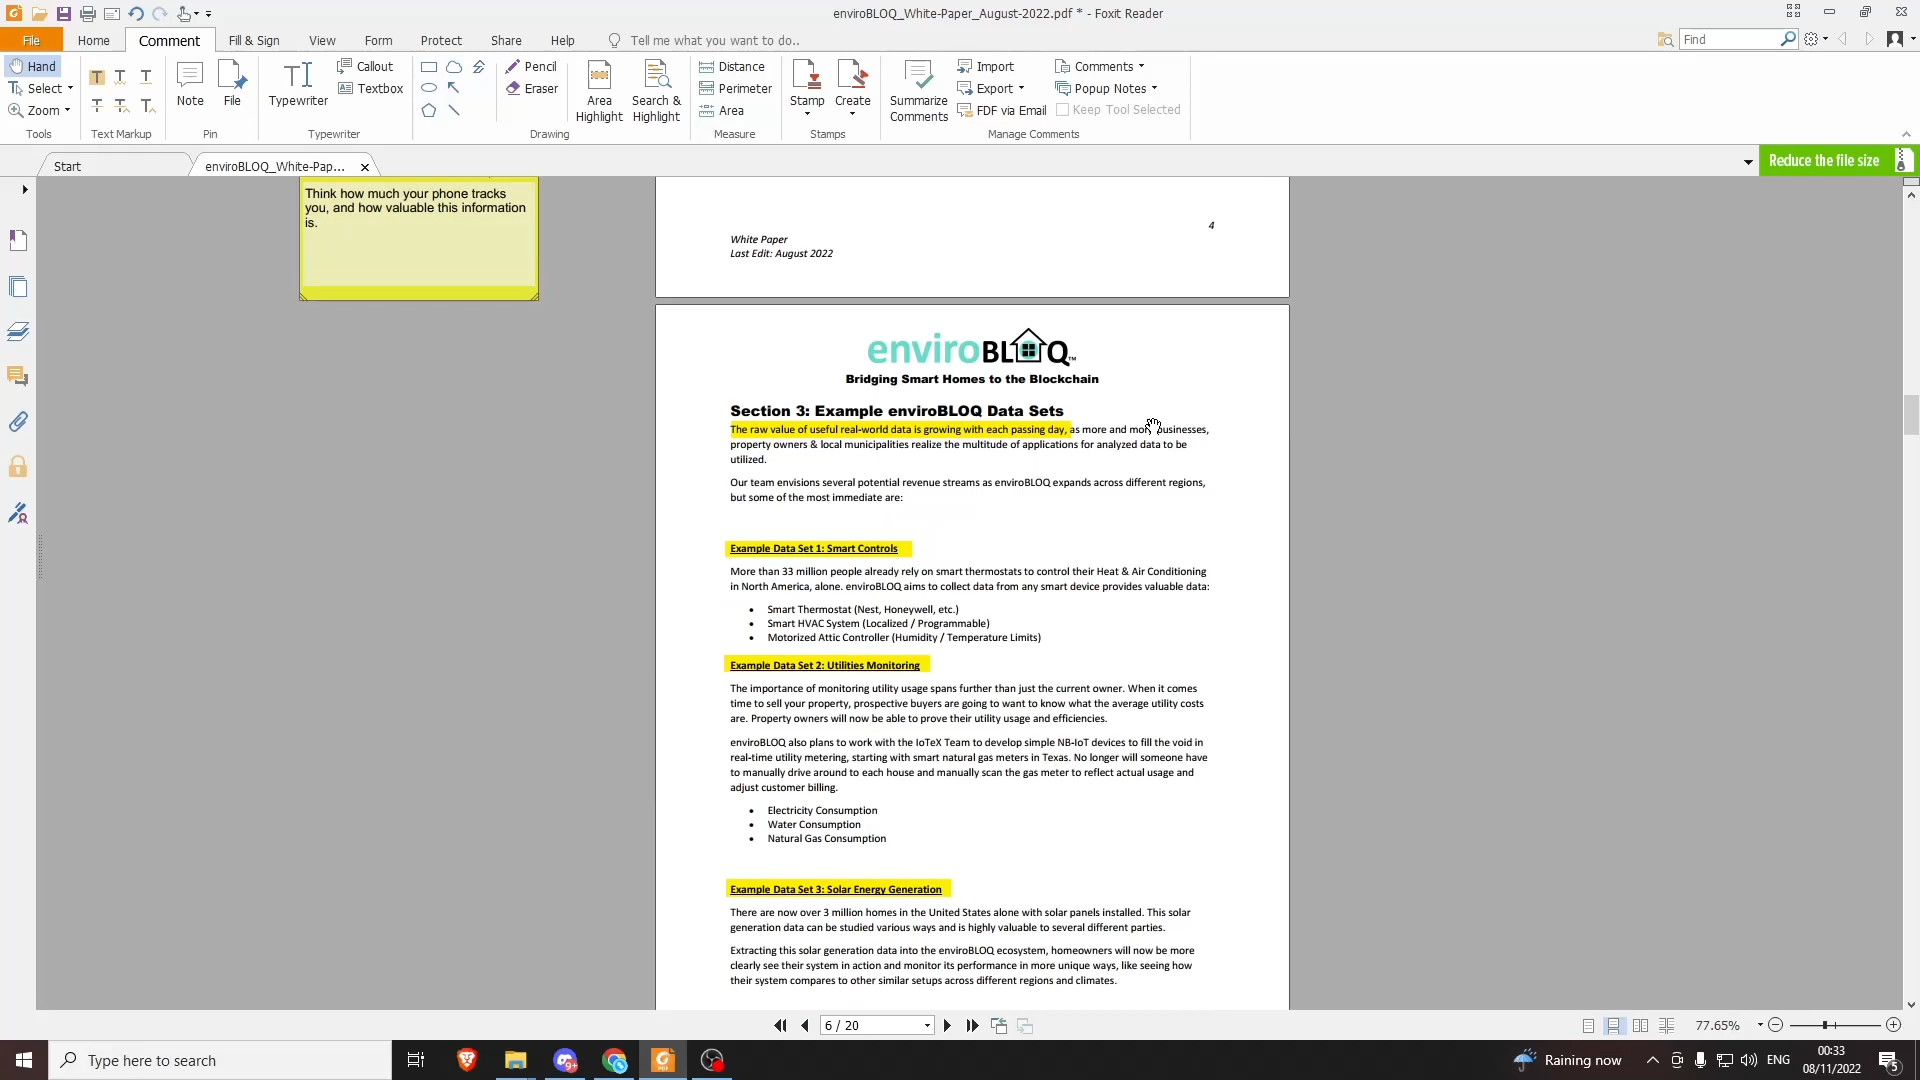 enviroBLOQ_White-Paper_August-2022.pdf * - Foxit Reader
File
Home
Comment
Fill & Sign
View
Form
Protect
Share
Help
Tell me what you want to do..
Find
Hand
Select
Zoom
Tools
Text Markup
Note
File
Pin
Typewriter
Callout
Textbox
Typewriter
Pencil
Eraser
Area
Highlight
Search &
Highlight
Drawing
Distance
Perimeter
Area
Measure
Stamp
Create
Stamps
Summarize
Comments
Import
Export
FDF via Email
Comments
Popup Notes
Keep Tool Selected
Manage Comments
Start
enviroBLOQ_White-Pap...
Reduce the file size
Think how much your phone tracks
you, and how valuable this information
is.
4
White Paper
Last Edit: August 2022
enviroBLOQ™
Bridging Smart Homes to the Blockchain
Section 3: Example enviroBLOQ Data Sets
The raw value of useful real-world data is growing with each passing day, as more and more businesses,
property owners & local municipalities realize the multitude of applications for analyzed data to be
utilized.
Our team envisions several potential revenue streams as enviroBLOQ expands across different regions,
but some of the most immediate are:
Example Data Set 1: Smart Controls
More than 33 million people already rely on smart thermostats to control their Heat & Air Conditioning
in North America, alone. enviroBLOQ aims to collect data from any smart device provides valuable data:
• Smart Thermostat (Nest, Honeywell, etc.)
• Smart HVAC System (Localized / Programmable)
• Motorized Attic Controller (Humidity / Temperature Limits)
Example Data Set 2: Utilities Monitoring
The importance of monitoring utility usage spans further than just the current owner. When it comes
time to sell your property, prospective buyers are going to want to know what the average utility costs
are. Property owners will now be able to prove their utility usage and efficiencies.
enviroBLOQ also plans to work with the IoTeX Team to develop simple NB-IoT devices to fill the void in
real-time utility metering, starting with smart natural gas meters in Texas. No longer will someone have
to manually drive around to each house and manually scan the gas meter to reflect actual usage and
adjust customer billing.
• Electricity Consumption
• Water Consumption
• Natural Gas Consumption
Example Data Set 3: Solar Energy Generation
There are now over 3 million homes in the United States alone with solar panels installed. This solar
generation data can be studied various ways and is highly valuable to several different parties.
Extracting this solar generation data into the enviroBLOQ ecosystem, homeowners will now be more
clearly see their system in action and monitor its performance in more unique ways, like seeing how
their system compares to other similar setups across different regions and climates.
6 / 20
77.65%
Type here to search
9+
PDF
Raining now
ENG
00:33
08/11/2022
5